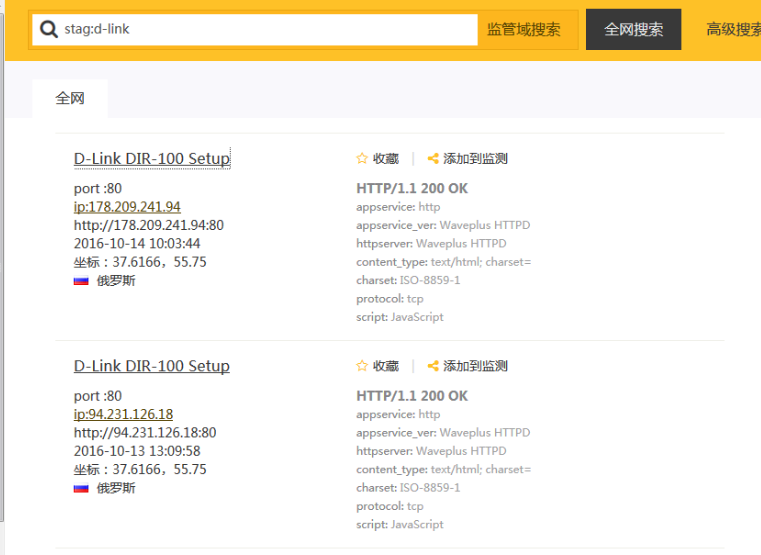 stag:d-link 监管域搜索 全网搜索 高级搜索
全网
D-Link DIR-100 Setup 收藏 | 添加到监测
port :80 HTTP/1.1 200 OK
ip:178.209.241.94 appservice: http
http://178.209.241.94:80 appservice_ver: Waveplus HTTPD
2016-10-14 10:03:44 httpserver: Waveplus HTTPD
坐标：37.6166，55.75 content_type: text/html; charset=
俄罗斯 charset: ISO-8859-1
protocol: tcp
script: JavaScript
D-Link DIR-100 Setup 收藏 | 添加到监测
port :80 HTTP/1.1 200 OK
ip:94.231.126.18 appservice: http
http://94.231.126.18:80 appservice_ver: Waveplus HTTPD
2016-10-13 13:09:58 httpserver: Waveplus HTTPD
坐标：37.6166，55.75 content_type: text/html; charset=
俄罗斯 charset: ISO-8859-1
protocol: tcp
script: JavaScript